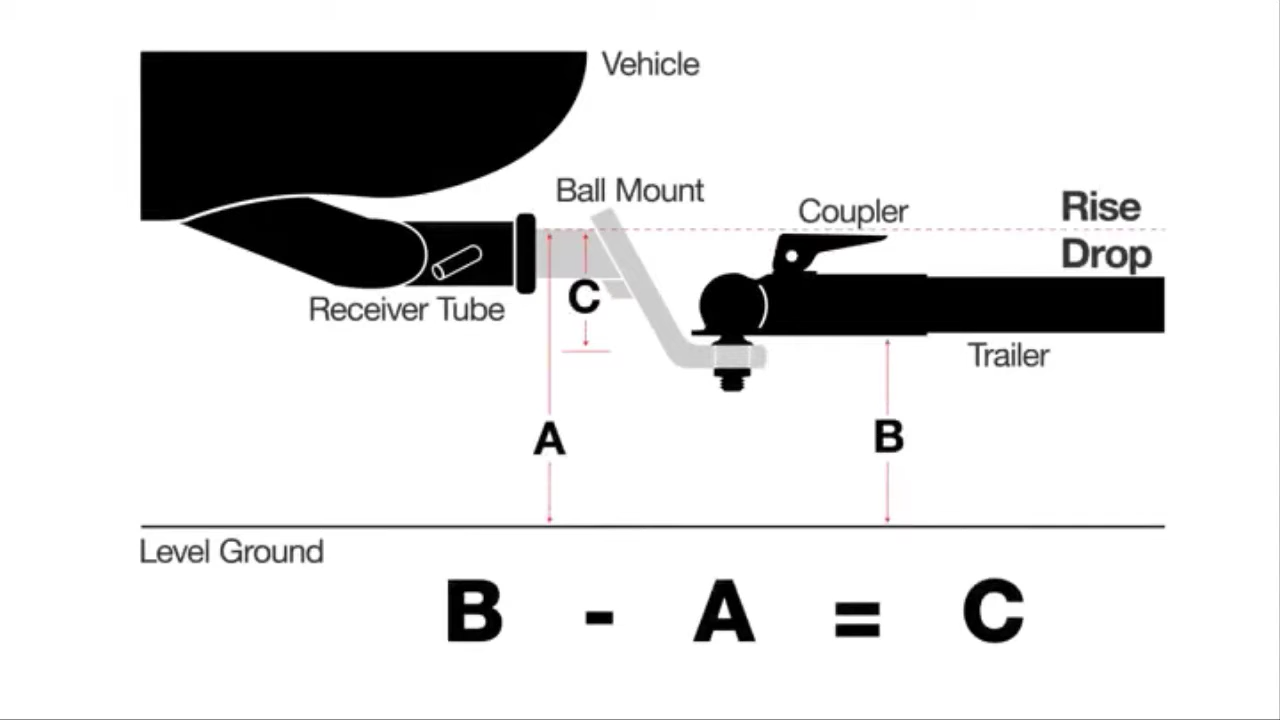 Vehicle
Ball Mount
Coupler
Rise
Drop
Receiver Tube
C
Trailer
A
B
Level Ground
B - A = C